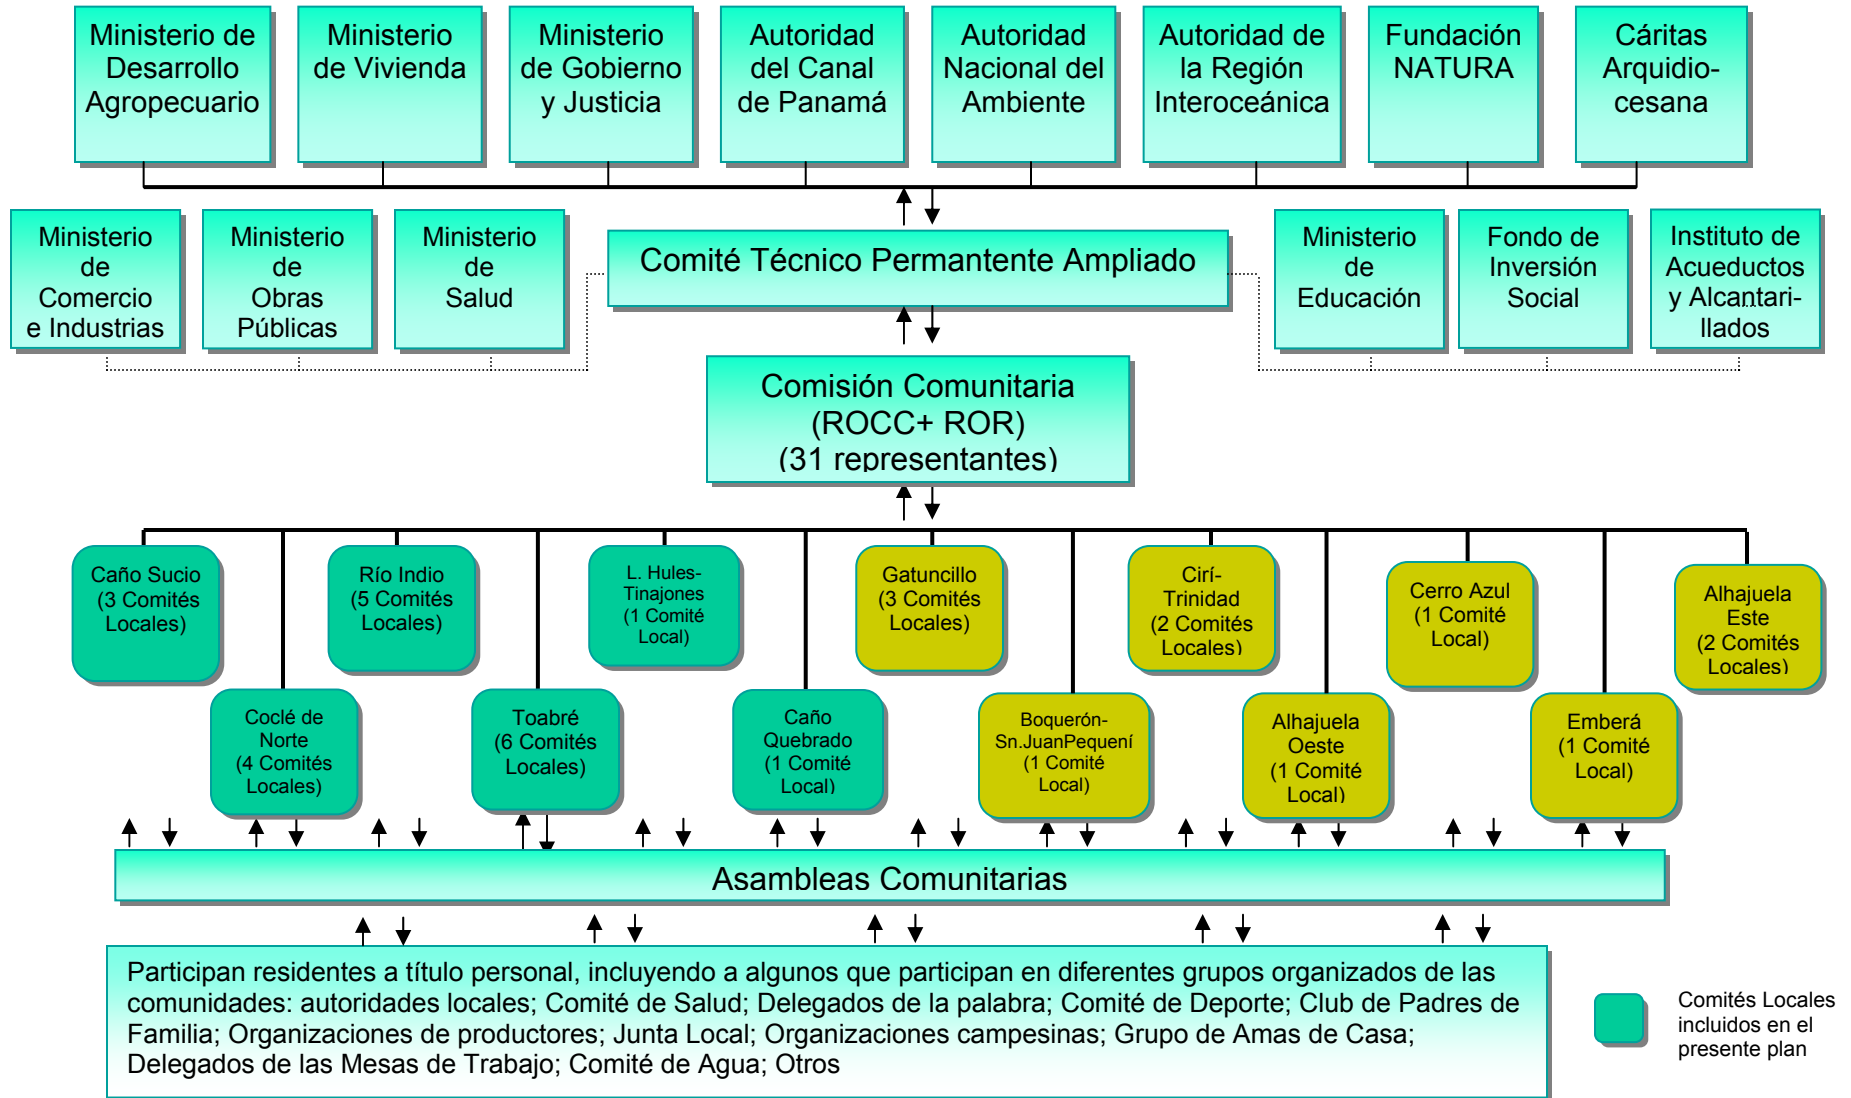 Ministerio de
Desarrollo
Agropecuario
Ministerio
de Vivienda
Ministerio
de Gobierno
y Justicia
Autoridad
del Canal
de Panamá
Autoridad
Nacional del
Ambiente
Autoridad de
la Región
Interoceánica
Fundación
NATURA
Cáritas
Arquidio-
cesana
Ministerio
de
Comercio
e Industrias
Ministerio
de
Obras
Públicas
Ministerio
de
Salud
Comité Técnico Permantente Ampliado
Ministerio
de
Educación
Fondo de
Inversión
Social
Instituto de
Acueductos
y Alcantari-
llados
Comisión Comunitaria
(ROCC+ ROR)
(31 representantes)
Caño Sucio
(3 Comités
Locales)
Río Indio
(5 Comités
Locales)
L. Hules-
Tinajones
(1 Comité
Local)
Gatuncillo
(3 Comités
Locales)
Cirí-
Trinidad
(2 Comités
Locales)
Cerro Azul
(1 Comité
Local)
Alhajuela
Este
(2 Comités
Locales)
Coclé de
Norte
(4 Comités
Locales)
Toabré
(6 Comités
Locales)
Caño
Quebrado
(1 Comité
Local)
Boquerón-
Sn.JuanPequení
(1 Comité
Local)
Alhajuela
Oeste
(1 Comité
Local)
Emberá
(1 Comité
Local)
Asambleas Comunitarias
Participan residentes a título personal, incluyendo a algunos que participan en diferentes grupos organizados de las
comunidades: autoridades locales; Comité de Salud; Delegados de la palabra; Comité de Deporte; Club de Padres de
Familia; Organizaciones de productores; Junta Local; Organizaciones campesinas; Grupo de Amas de Casa;
Delegados de las Mesas de Trabajo; Comité de Agua; Otros
Comités Locales
incluidos en el
presente plan